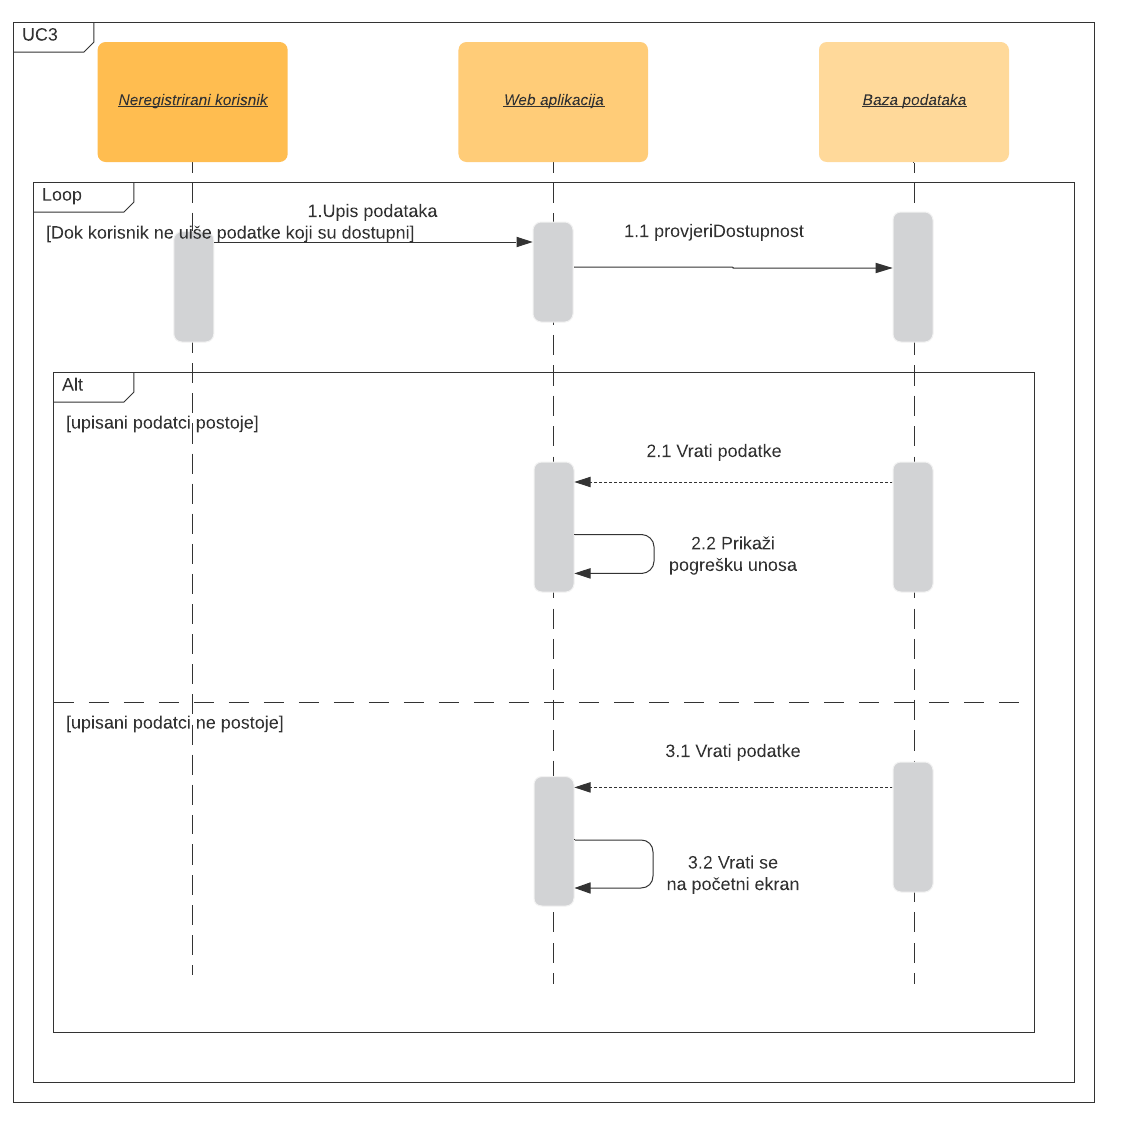 UC3
Neregistrirani korisnik
Web aplikacija
Baza podataka
Loop
1.Upis podataka
[Dok korisnik ne uiše podatke koji su dostupni]
1.1 provjeriDostupnost
Alt
[upisani podatci postoje]
2.1 Vrati podatke
2.2 Prikaži
pogrešku unosa
[upisani podatci ne postoje]
3.1 Vrati podatke
3.2 Vrati se
na početni ekran